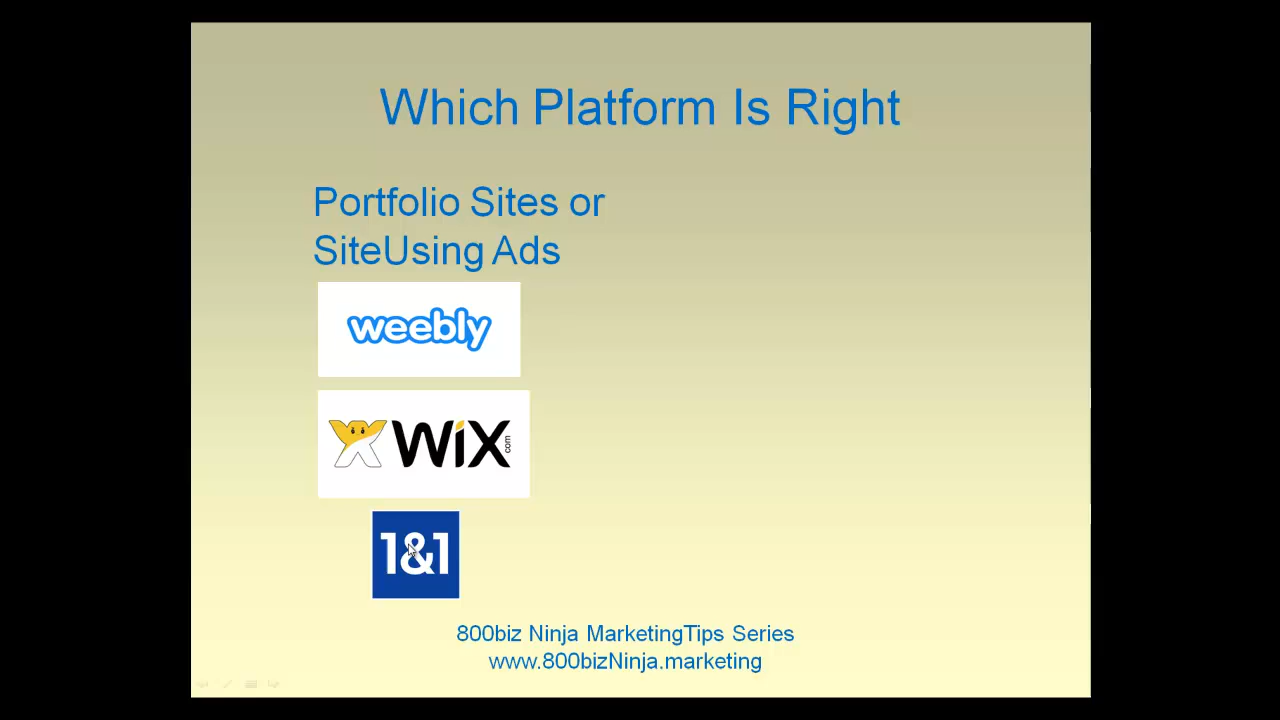 Which Platform Is Right
Portfolio Sites or
SiteUsing Ads
weebly
WiX.com
1&1
800biz Ninja MarketingTips Series
www.800bizNinja.marketing